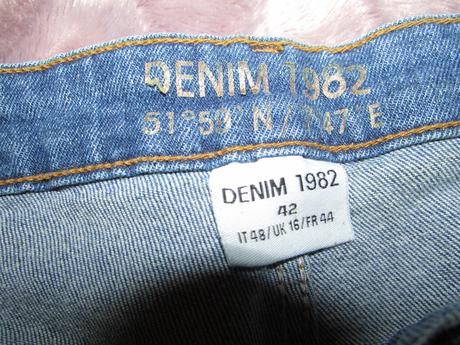 DENIM 1982
51°59' N / 7°47' E
DENIM 1982
42
IT 48 / UK 16 / FR 44